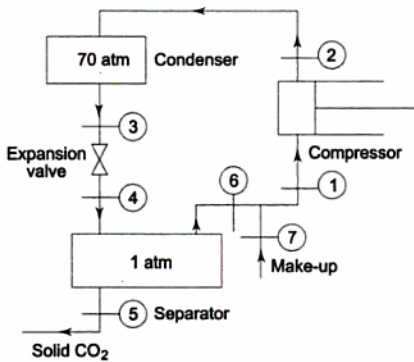 2
70 atm
Condenser
3
Compressor
Expansion
valve
6
1
4
7
1 atm
Make-up
5
Separator
Solid CO₂